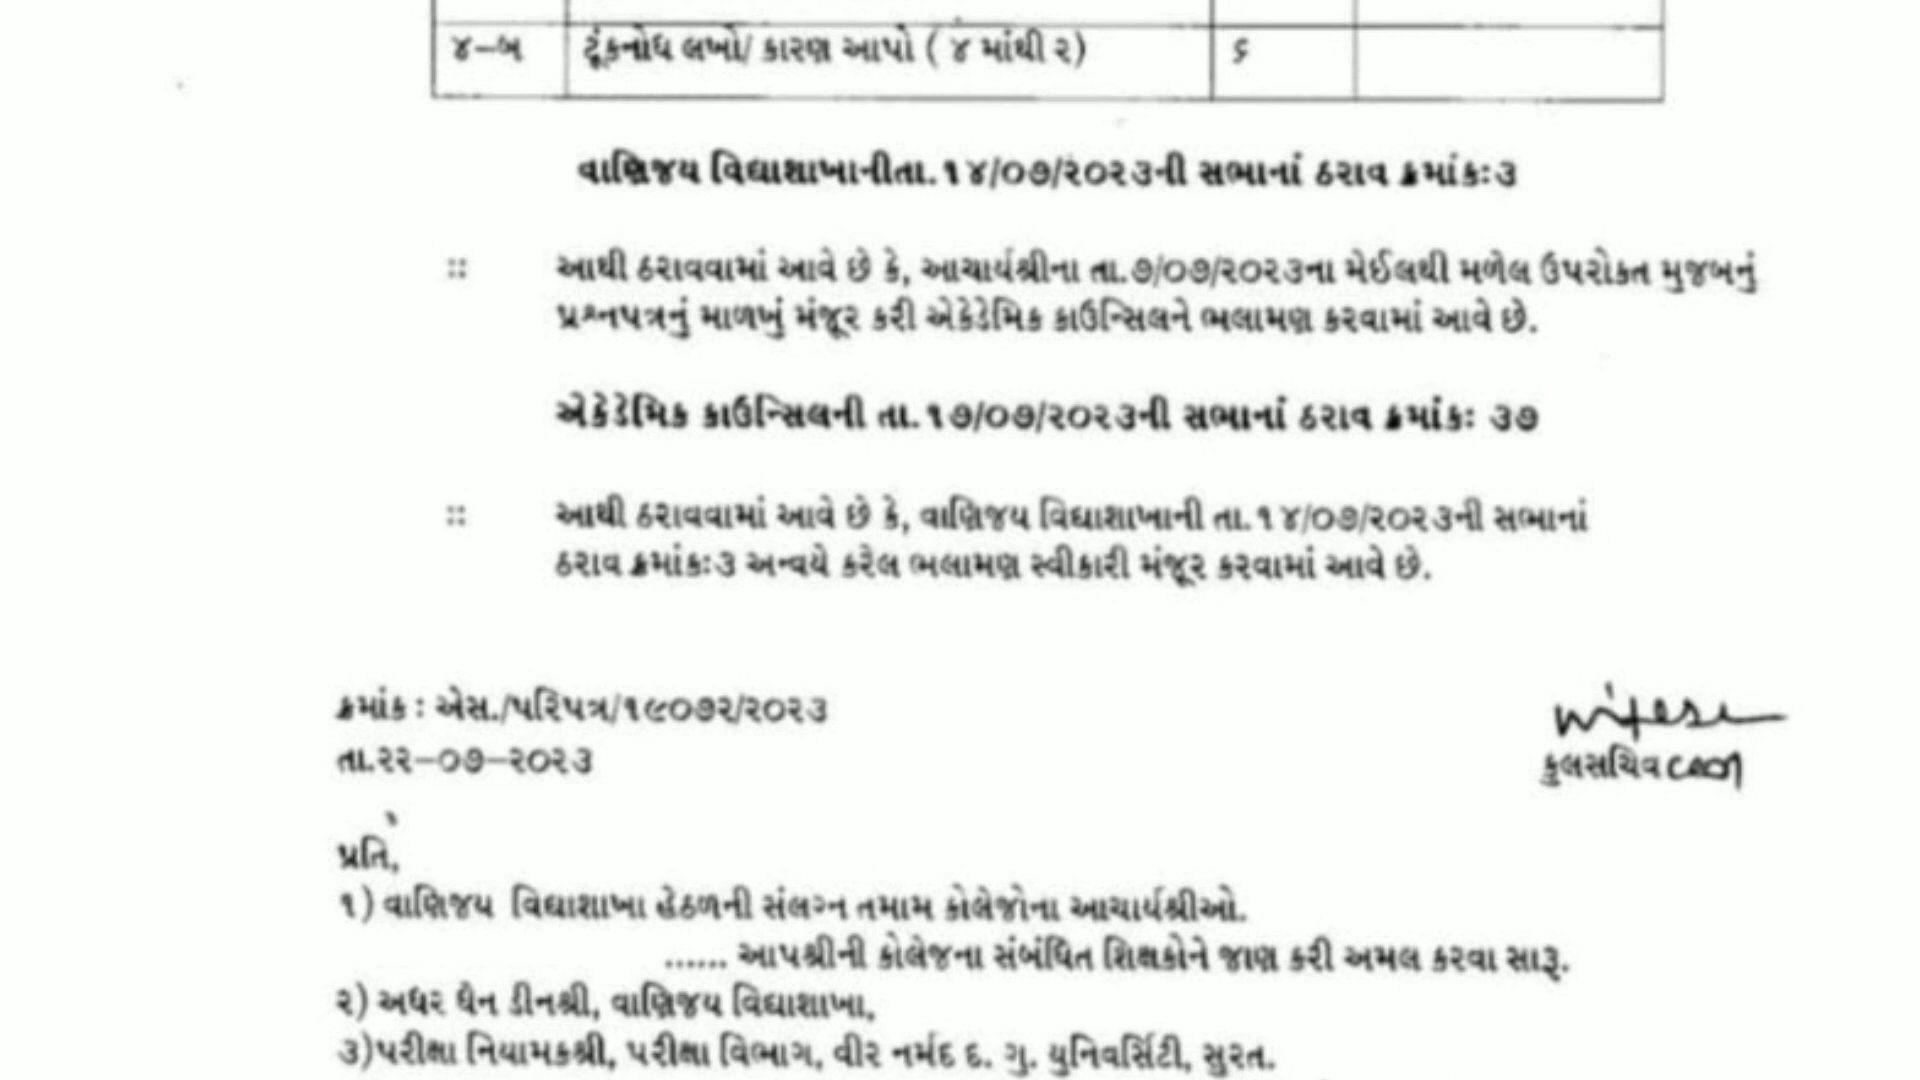 ૪–બ ટૂંકનોધ લખો/ કારણ આપો ( ૪ માંથી ૨) ૬
વાણિજય વિદ્યાશાખાનીતા.૧૪/૦૭/૨૦૨૩ની સભાનાં ઠરાવ ક્રમાંકઃ૩
:: આથી ઠરાવવામાં આવે છે કે, આચાર્યશ્રીના તા.૭/૦૭/૨૦૨૩ના મેઈલથી મળેલ ઉપરોકત મુજબનું
પ્રશ્નપત્રનું માળખું મંજૂર કરી એકેડેમિક કાઉન્સિલને ભલામણ કરવામાં આવે છે.
એકેડેમિક કાઉન્સિલની તા.૧૭/૦૭/૨૦૨૩ની સભાનાં ઠરાવ ક્રમાંકઃ ૩૭
:: આથી ઠરાવવામાં આવે છે કે, વાણિજય વિદ્યાશાખાની તા.૧૪/૦૭/૨૦૨૩ની સભાનાં
ઠરાવ ક્રમાંકઃ૩ અન્વયે કરેલ ભલામણ સ્વીકારી મંજૂર કરવામાં આવે છે.
ક્રમાંક : એસ./પરિપત્ર/૧૯૦૭૨/૨૦૨૩
તા.૨૨–૦૭–૨૦૨૩
કુલસચિવ
પ્રતિ,
૧) વાણિજય વિદ્યાશાખા હેઠળની સંલગ્ન તમામ કોલેજોના આચાર્યશ્રીઓ.
...... આપશ્રીની કોલેજના સંબંધિત શિક્ષકોને જાણ કરી અમલ કરવા સારૂ.
૨) અધર ધેન ડીનશ્રી, વાણિજય વિદ્યાશાખા,
૩)પરીક્ષા નિયામકશ્રી, પરીક્ષા વિભાગ, વીર નર્મદ દ. ગુ. યુનિવર્સિટી, સુરત.